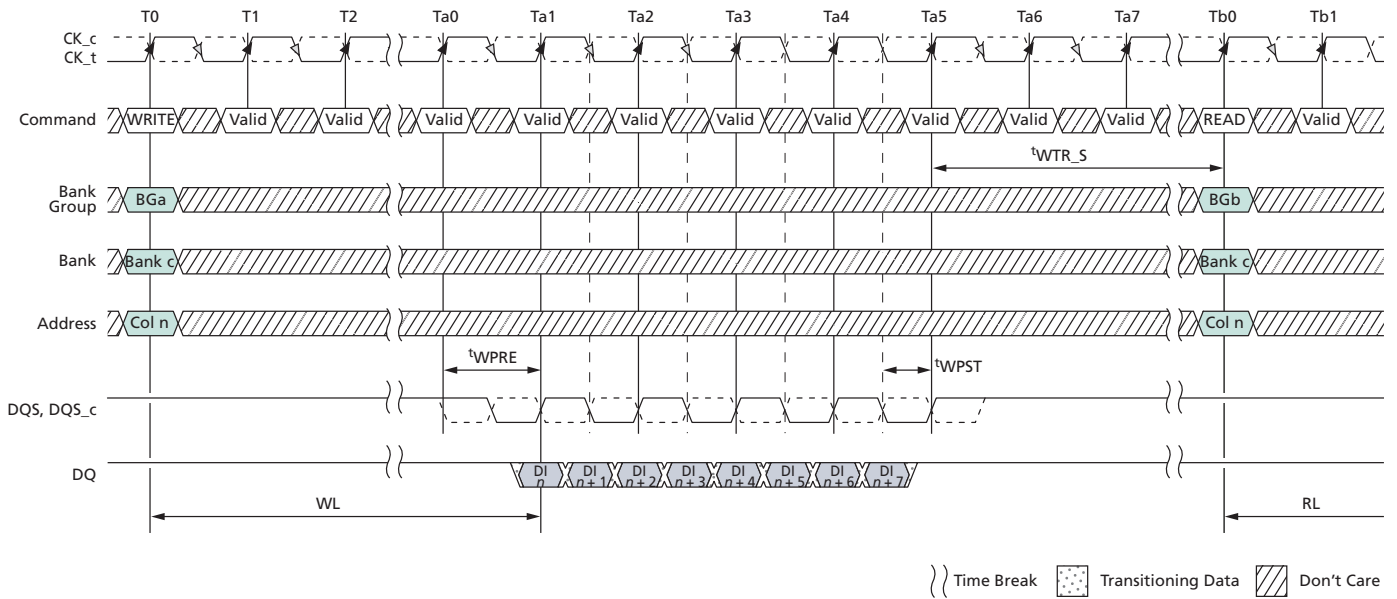 T0 T1 T2 Ta0 Ta1 Ta2 Ta3 Ta4 Ta5 Ta6 Ta7 Tb0 Tb1
CK_c
CK_t
Command WRITE Valid Valid Valid Valid Valid Valid Valid Valid Valid Valid READ Valid
tWTR_S
Bank
Group BGa BGb
Bank Bank c Bank c
Address Col n Col n
tWPRE tWPST
DQS, DQS_c
DQ DI n DI n + 1 DI n + 2 DI n + 3 DI n + 4 DI n + 5 DI n + 6 DI n + 7
WL RL
Time Break Transitioning Data Don't Care